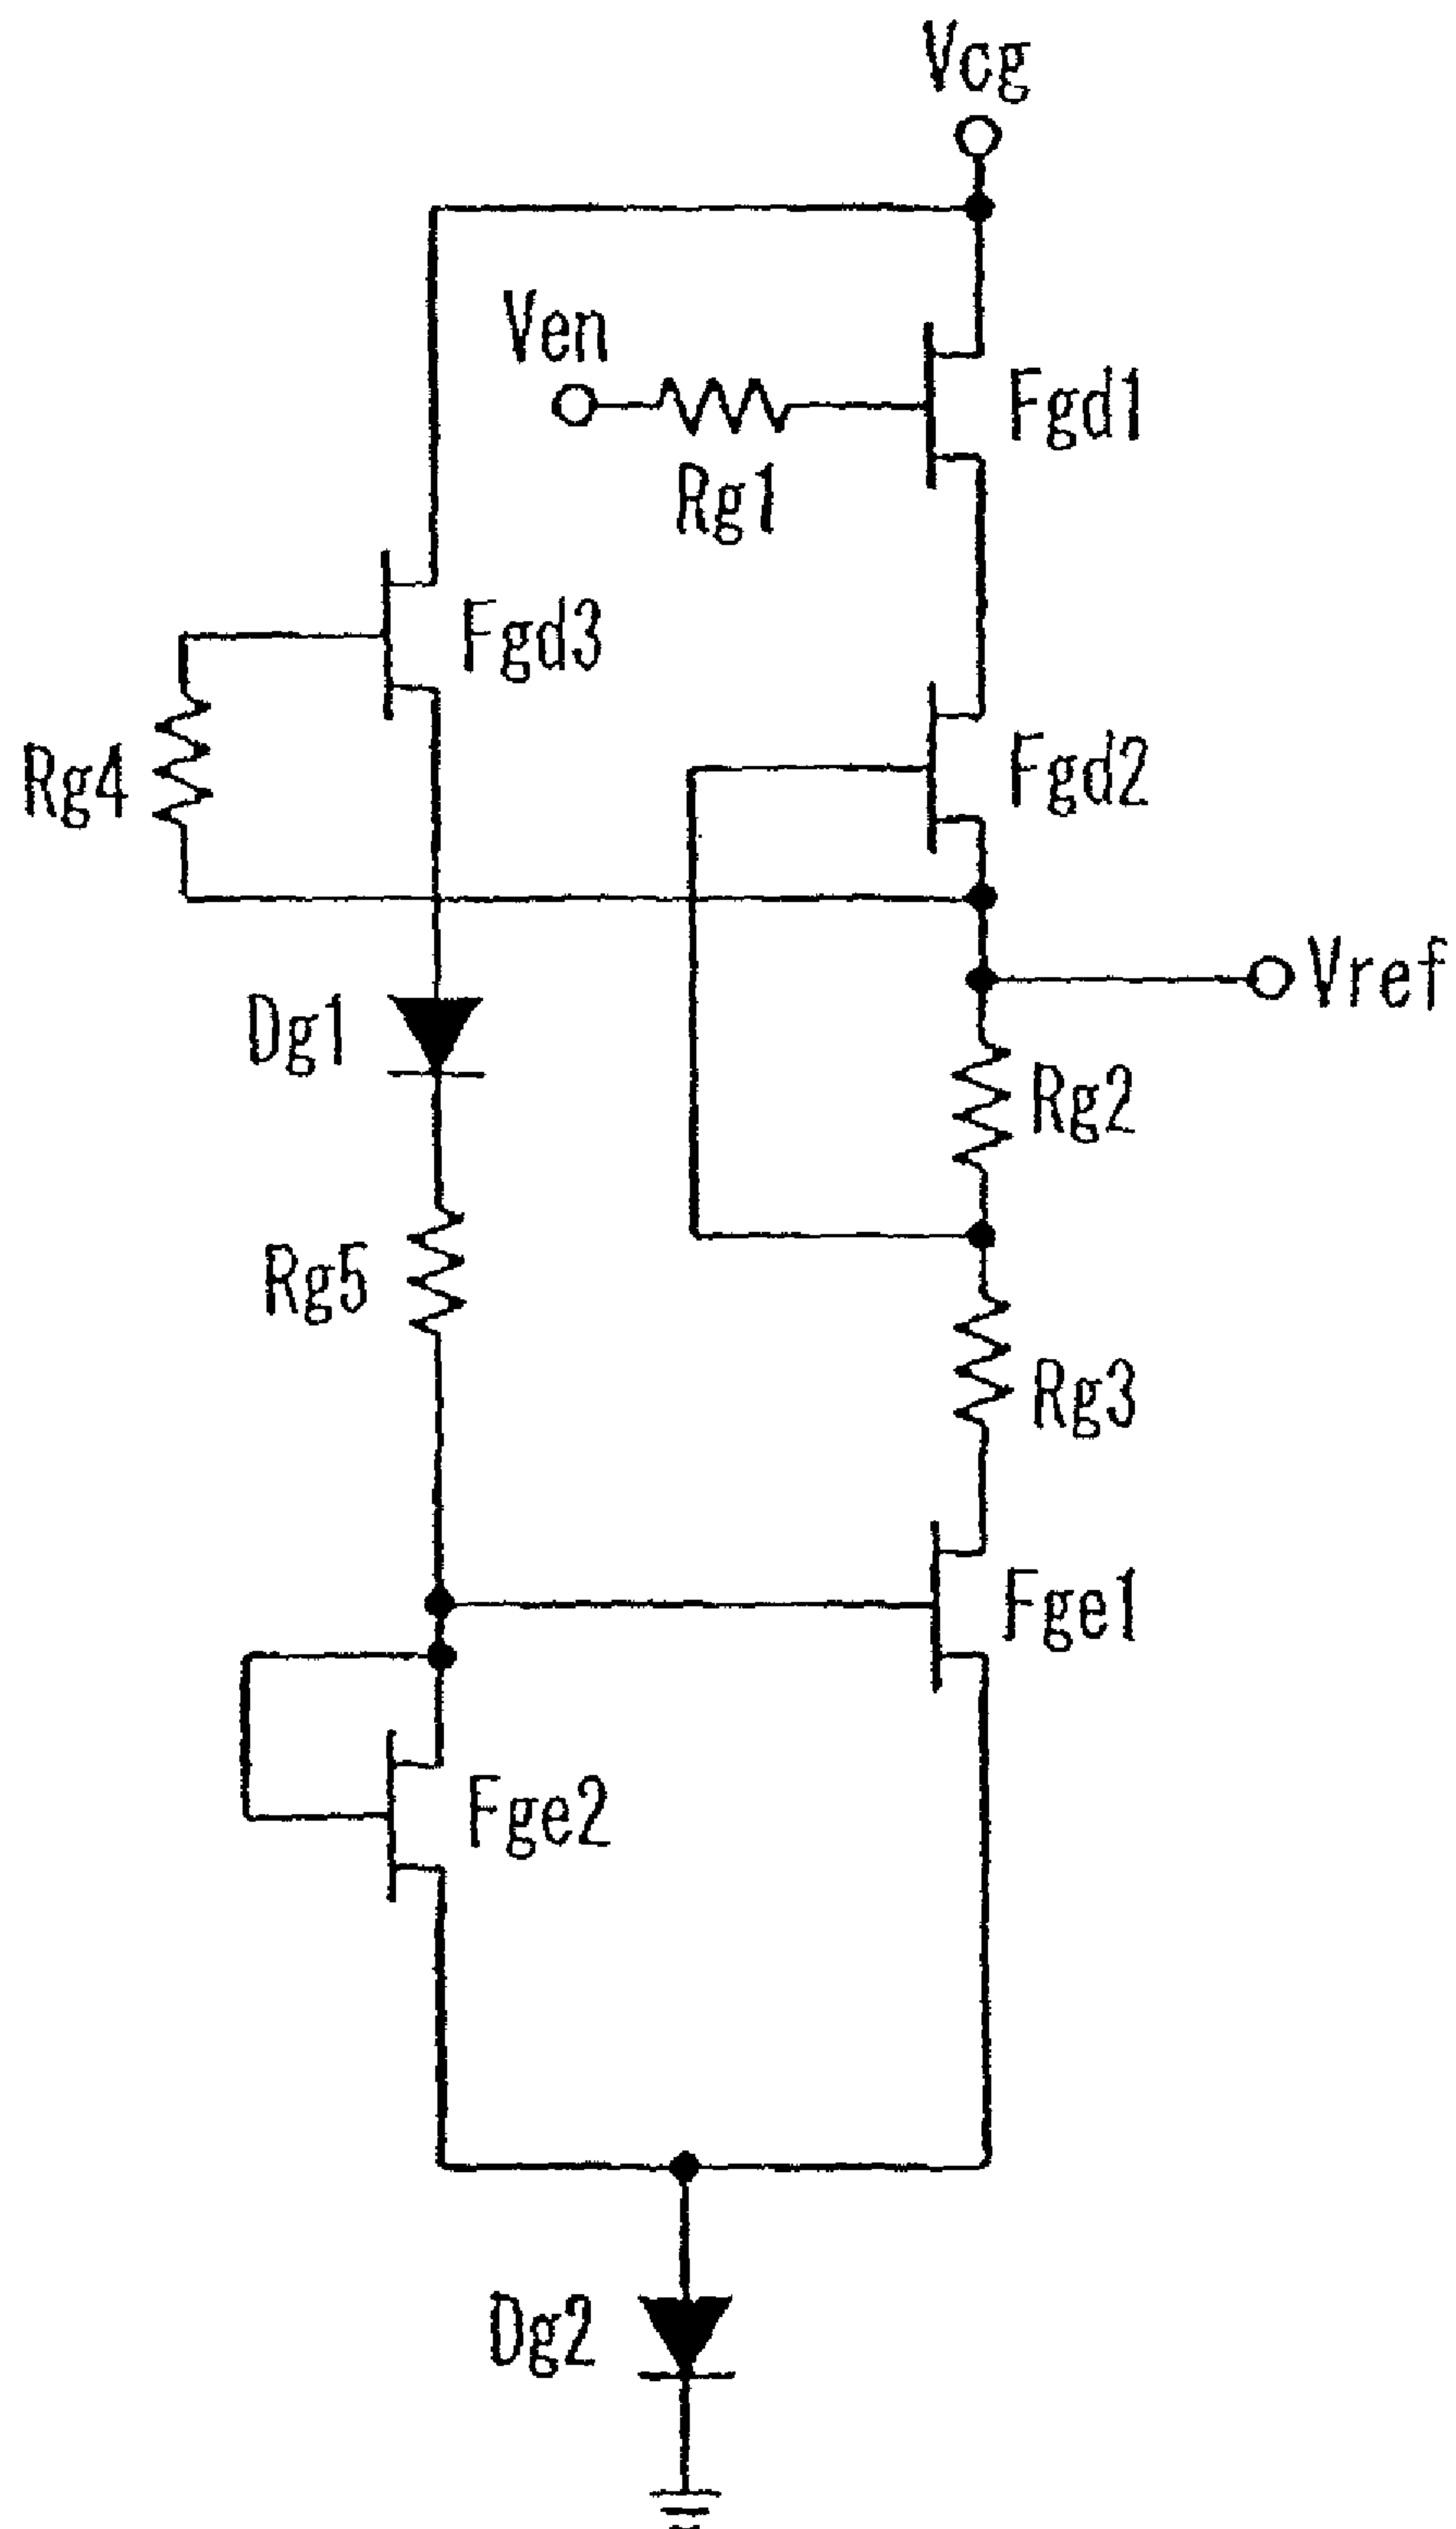 Vcg
Ven
Fgd1
Rg1
Fgd3
Rg4
Fgd2
Vref
Dg1
Rg2
Rg5
Rg3
Fge1
Fge2
Dg2